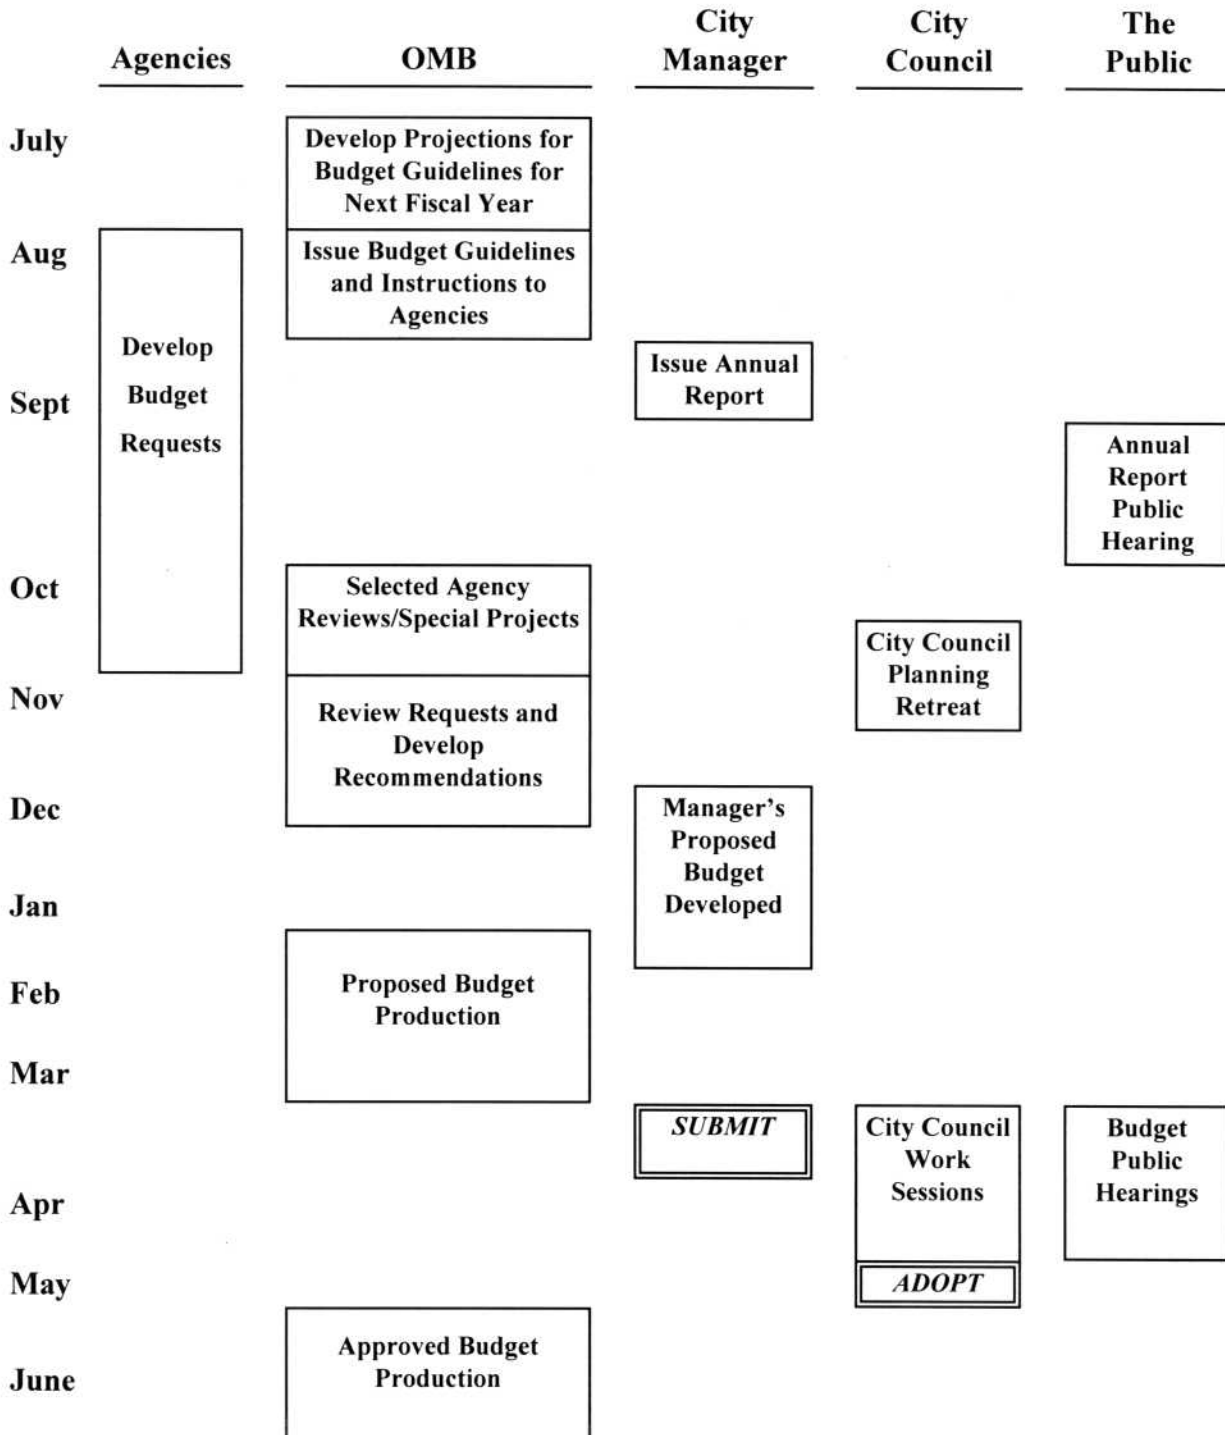 Agencies
OMB
City
Manager
City
Council
The
Public
July
Develop Projections for
Budget Guidelines for
Next Fiscal Year
Aug
Issue Budget Guidelines
and Instructions to
Agencies
Develop
Budget
Requests
Sept
Issue Annual
Report
Annual
Report
Public
Hearing
Oct
Selected Agency
Reviews/Special Projects
City Council
Planning
Retreat
Nov
Review Requests and
Develop
Recommendations
Dec
Manager’s
Proposed
Budget
Developed
Jan
Feb
Proposed Budget
Production
Mar
SUBMIT
City Council
Work
Sessions
Budget
Public
Hearings
Apr
May
ADOPT
June
Approved Budget
Production